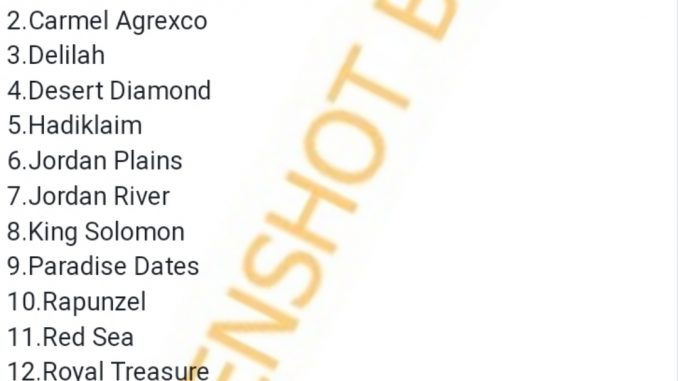 2.Carmel Agrexco
3.Delilah
4.Desert Diamond
5.Hadiklaim
6.Jordan Plains
7.Jordan River
8.King Solomon
9.Paradise Dates
10.Rapunzel
11.Red Sea
12.Royal Treasure
ENSHOT B